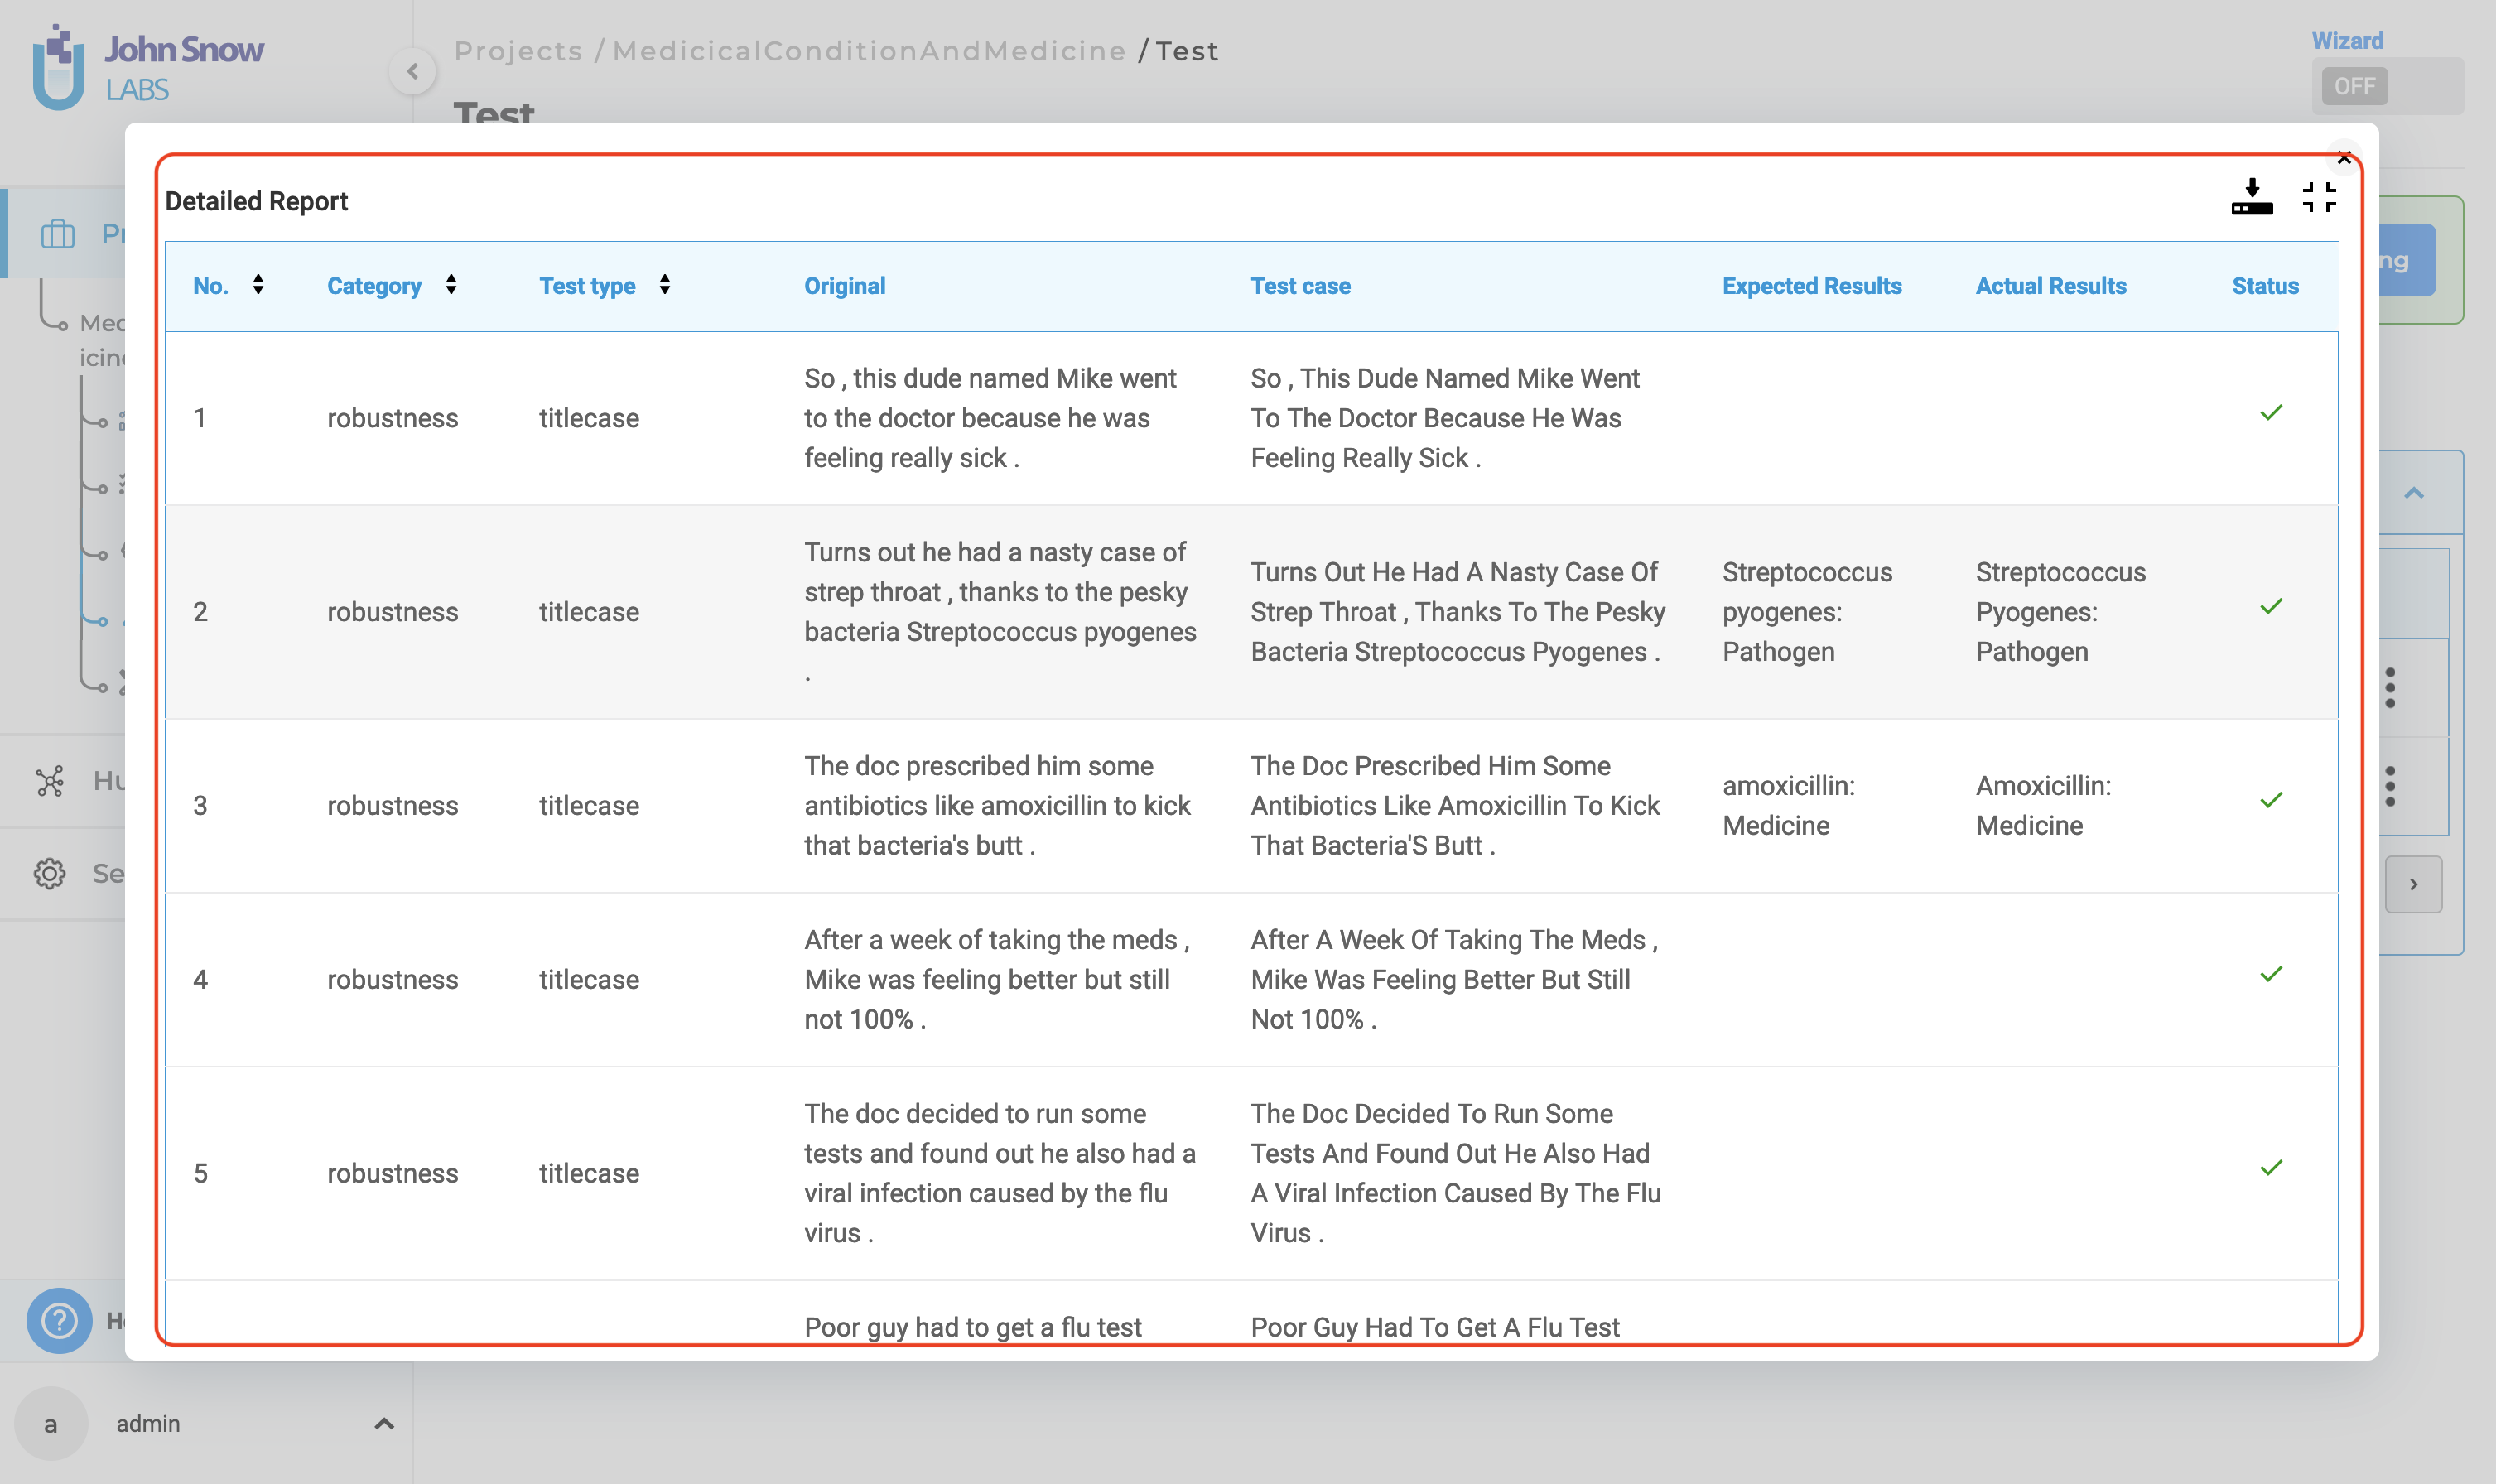 John Snow
LABS
Projects / MedicicalConditionAndMedicine / Test
Wizard
OFF
Test
Detailed Report
No. Category Test type Original Test case Expected Results Actual Results Status
1 robustness titlecase
So , this dude named Mike went
to the doctor because he was
feeling really sick .
So , This Dude Named Mike Went
To The Doctor Because He Was
Feeling Really Sick .
2 robustness titlecase
Turns out he had a nasty case of
strep throat , thanks to the pesky
bacteria Streptococcus pyogenes
.
Turns Out He Had A Nasty Case Of
Strep Throat , Thanks To The Pesky
Bacteria Streptococcus Pyogenes .
Streptococcus
pyogenes:
Pathogen
Streptococcus
Pyogenes:
Pathogen
3 robustness titlecase
The doc prescribed him some
antibiotics like amoxicillin to kick
that bacteria's butt .
The Doc Prescribed Him Some
Antibiotics Like Amoxicillin To Kick
That Bacteria'S Butt .
amoxicillin:
Medicine
Amoxicillin:
Medicine
4 robustness titlecase
After a week of taking the meds ,
Mike was feeling better but still
not 100% .
After A Week Of Taking The Meds ,
Mike Was Feeling Better But Still
Not 100% .
5 robustness titlecase
The doc decided to run some
tests and found out he also had a
viral infection caused by the flu
virus .
The Doc Decided To Run Some
Tests And Found Out He Also Had
A Viral Infection Caused By The Flu
Virus .
Poor guy had to get a flu test
Poor Guy Had To Get A Flu Test
a admin